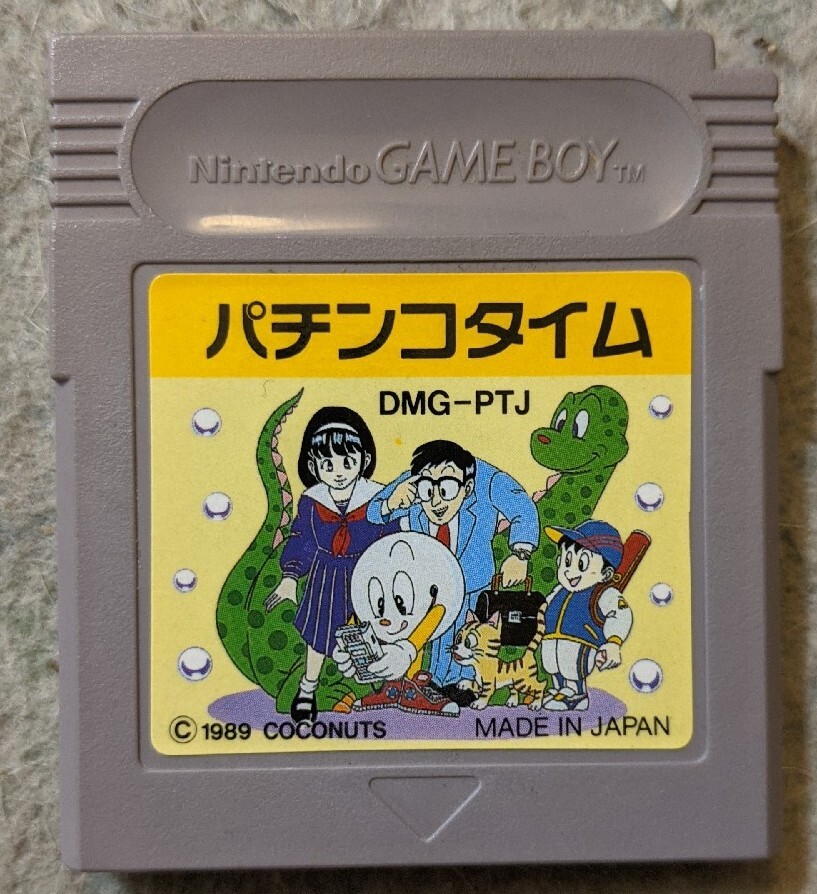 Nintendo GAME BOY TM
パチンコタイム
DMG-PTJ
© 1989 COCONUTS MADE IN JAPAN